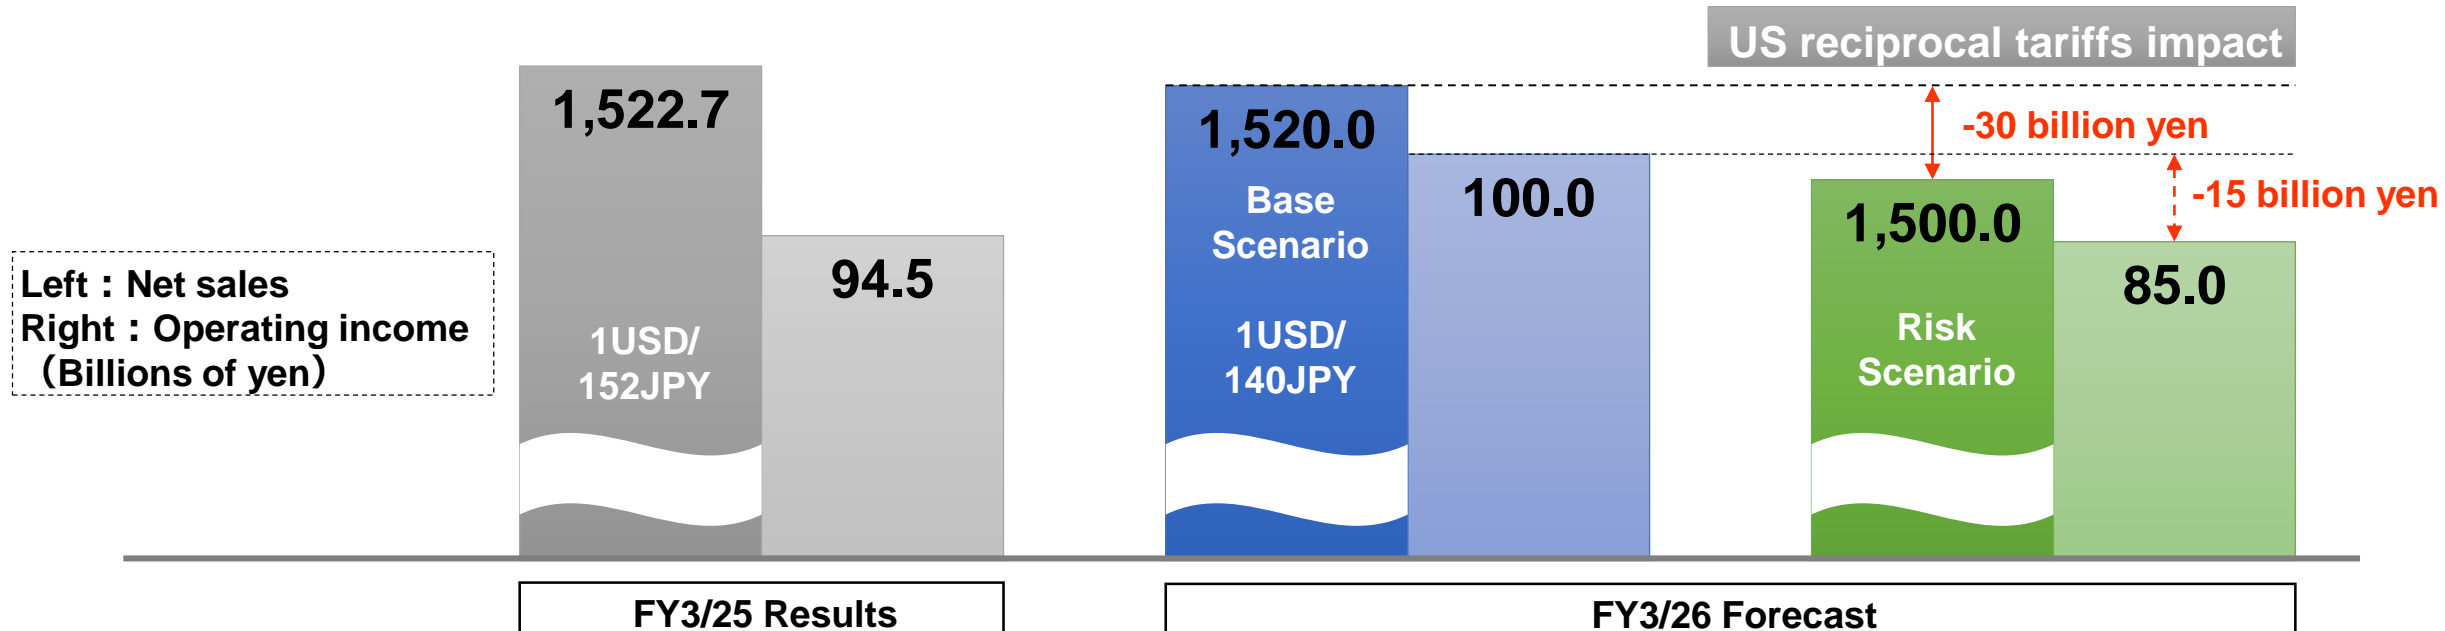 US reciprocal tariffs impact
1,522.7
94.5
1USD/
152JPY
1,520.0
Base
Scenario
1USD/
140JPY
100.0
-30 billion yen
-15 billion yen
1,500.0
Risk
Scenario
85.0
Left：Net sales
Right：Operating income
（Billions of yen）
FY3/25 Results
FY3/26 Forecast